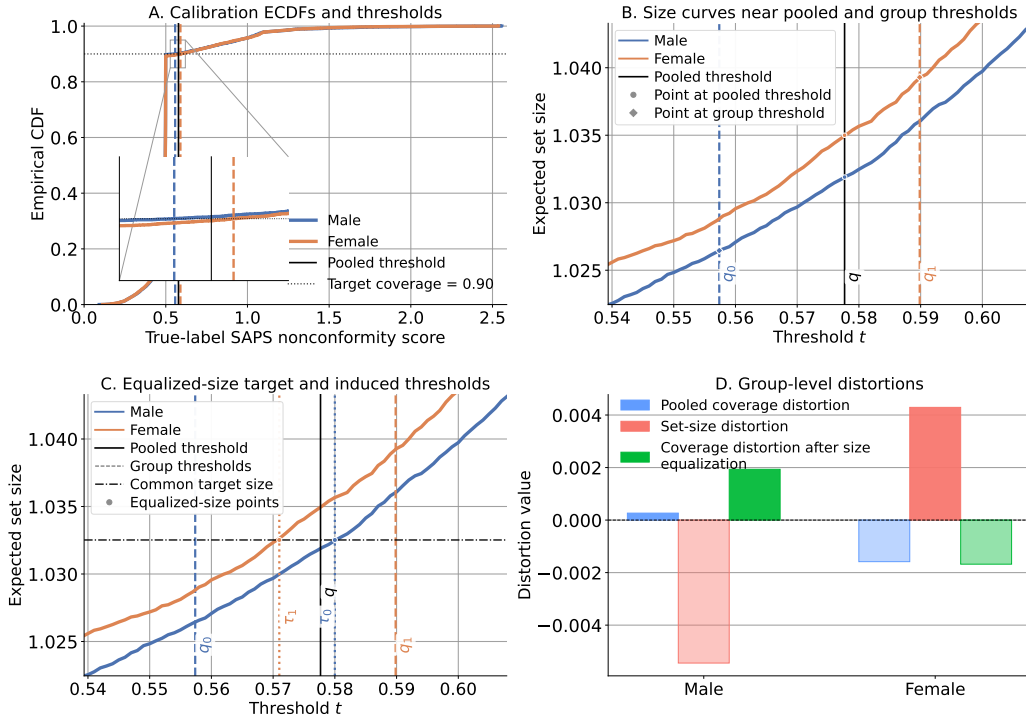 A. Calibration ECDFs and thresholds
1.0
0.8
0.6
0.4
0.2
0.0
Empirical CDF
0.0 0.5 1.0 1.5 2.0 2.5
True-label SAPS nonconformity score
Male
Female
Pooled threshold
Target coverage = 0.90
B. Size curves near pooled and group thresholds
1.040
1.035
1.030
1.025
Expected set size
Male
Female
Pooled threshold
Point at pooled threshold
Point at group threshold
q0
q
q1
0.54 0.55 0.56 0.57 0.58 0.59 0.60
Threshold t
C. Equalized-size target and induced thresholds
1.040
1.035
1.030
1.025
Expected set size
Male
Female
Pooled threshold
Group thresholds
Common target size
Equalized-size points
q0
τ1
τ0
q
q1
0.54 0.55 0.56 0.57 0.58 0.59 0.60
Threshold t
D. Group-level distortions
0.004
0.002
0.000
−0.002
−0.004
Distortion value
Pooled coverage distortion
Set-size distortion
Coverage distortion after size
equalization
Male Female